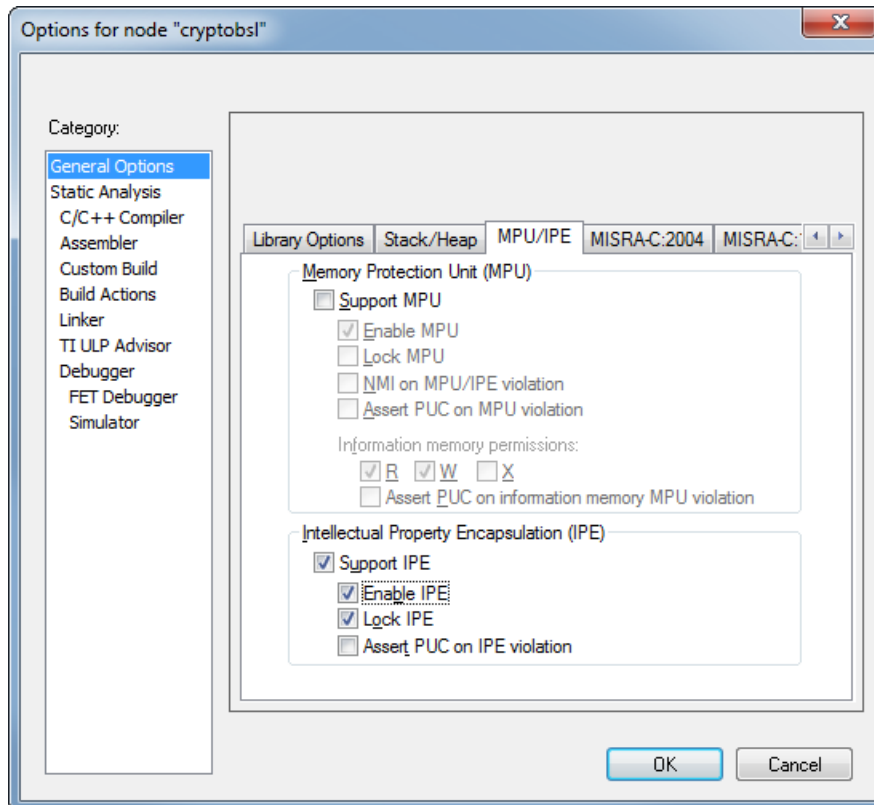 Options for node "cryptobsl"
Category:
General Options
Static Analysis
C/C++ Compiler
Assembler
Custom Build
Build Actions
Linker
TI ULP Advisor
Debugger
FET Debugger
Simulator
Library Options Stack/Heap MPU/IPE MISRA-C:2004 MISRA-C:
Memory Protection Unit (MPU)
Support MPU
Enable MPU
Lock MPU
NMI on MPU/IPE violation
Assert PUC on MPU violation
Information memory permissions:
R W X
Assert PUC on information memory MPU violation
Intellectual Property Encapsulation (IPE)
Support IPE
Enable IPE
Lock IPE
Assert PUC on IPE violation
OK Cancel